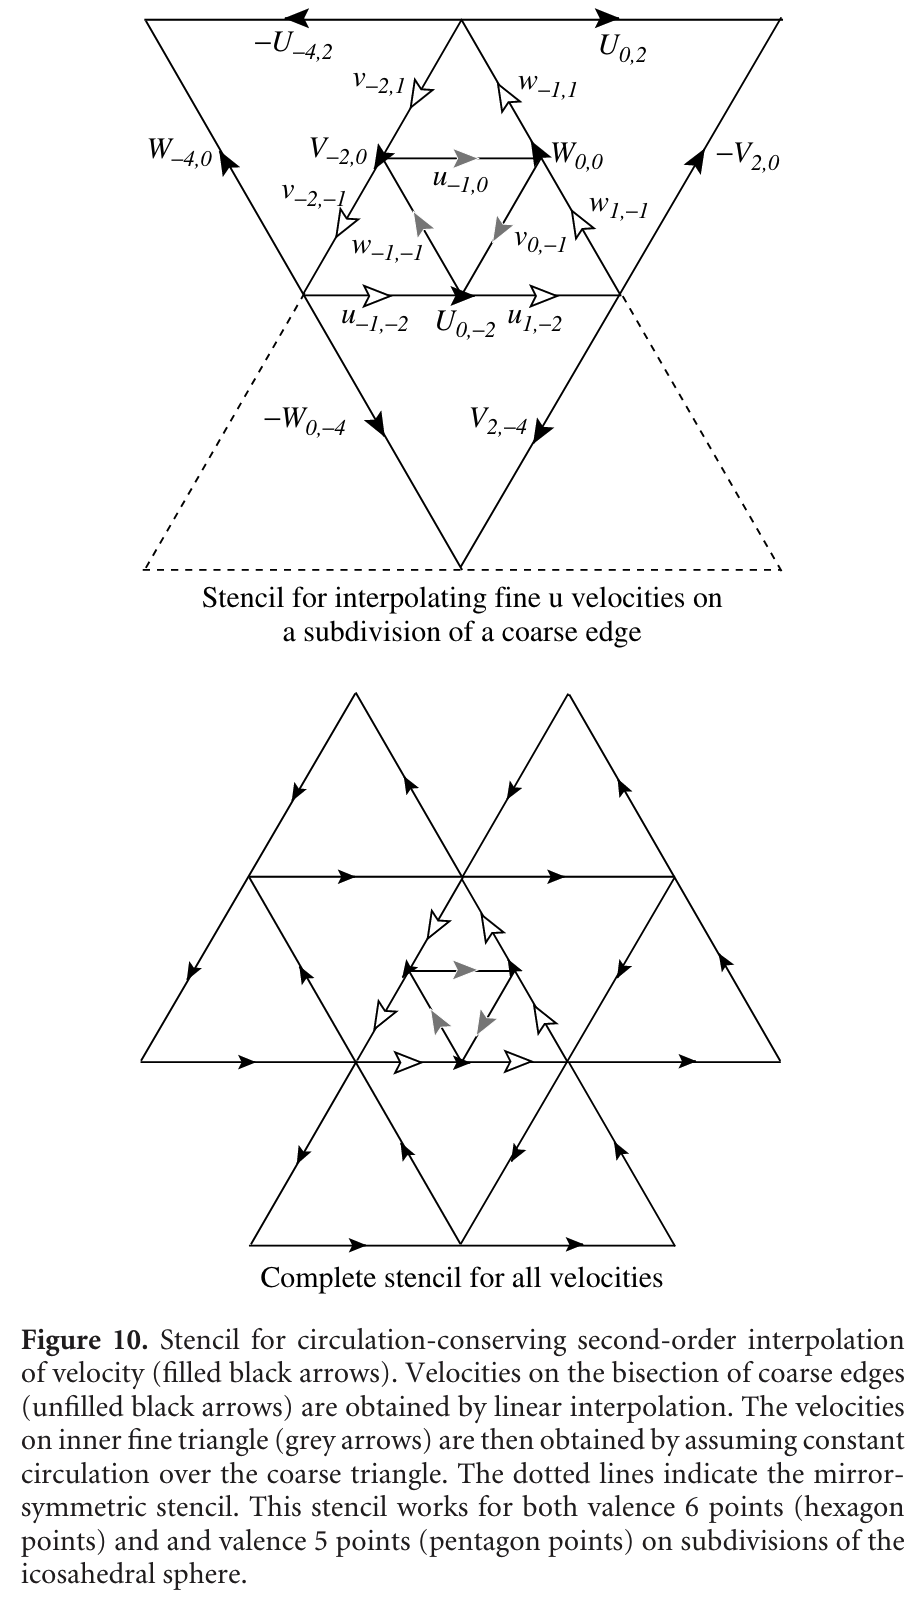 –U–4,2
U0,2
v–2,1
w–1,1
W–4,0
V–2,0
W0,0
–V2,0
u–1,0
v–2,–1
w1,–1
w–1,–1
v0,–1
u–1,–2
U0,–2
u1,–2
–W0,–4
V2,–4
Stencil for interpolating fine u velocities on
a subdivision of a coarse edge
Complete stencil for all velocities
Figure 10. Stencil for circulation-conserving second-order interpolation
of velocity (filled black arrows). Velocities on the bisection of coarse edges
(unfilled black arrows) are obtained by linear interpolation. The velocities
on inner fine triangle (grey arrows) are then obtained by assuming constant
circulation over the coarse triangle. The dotted lines indicate the mirror-
symmetric stencil. This stencil works for both valence 6 points (hexagon
points) and and valence 5 points (pentagon points) on subdivisions of the
icosahedral sphere.